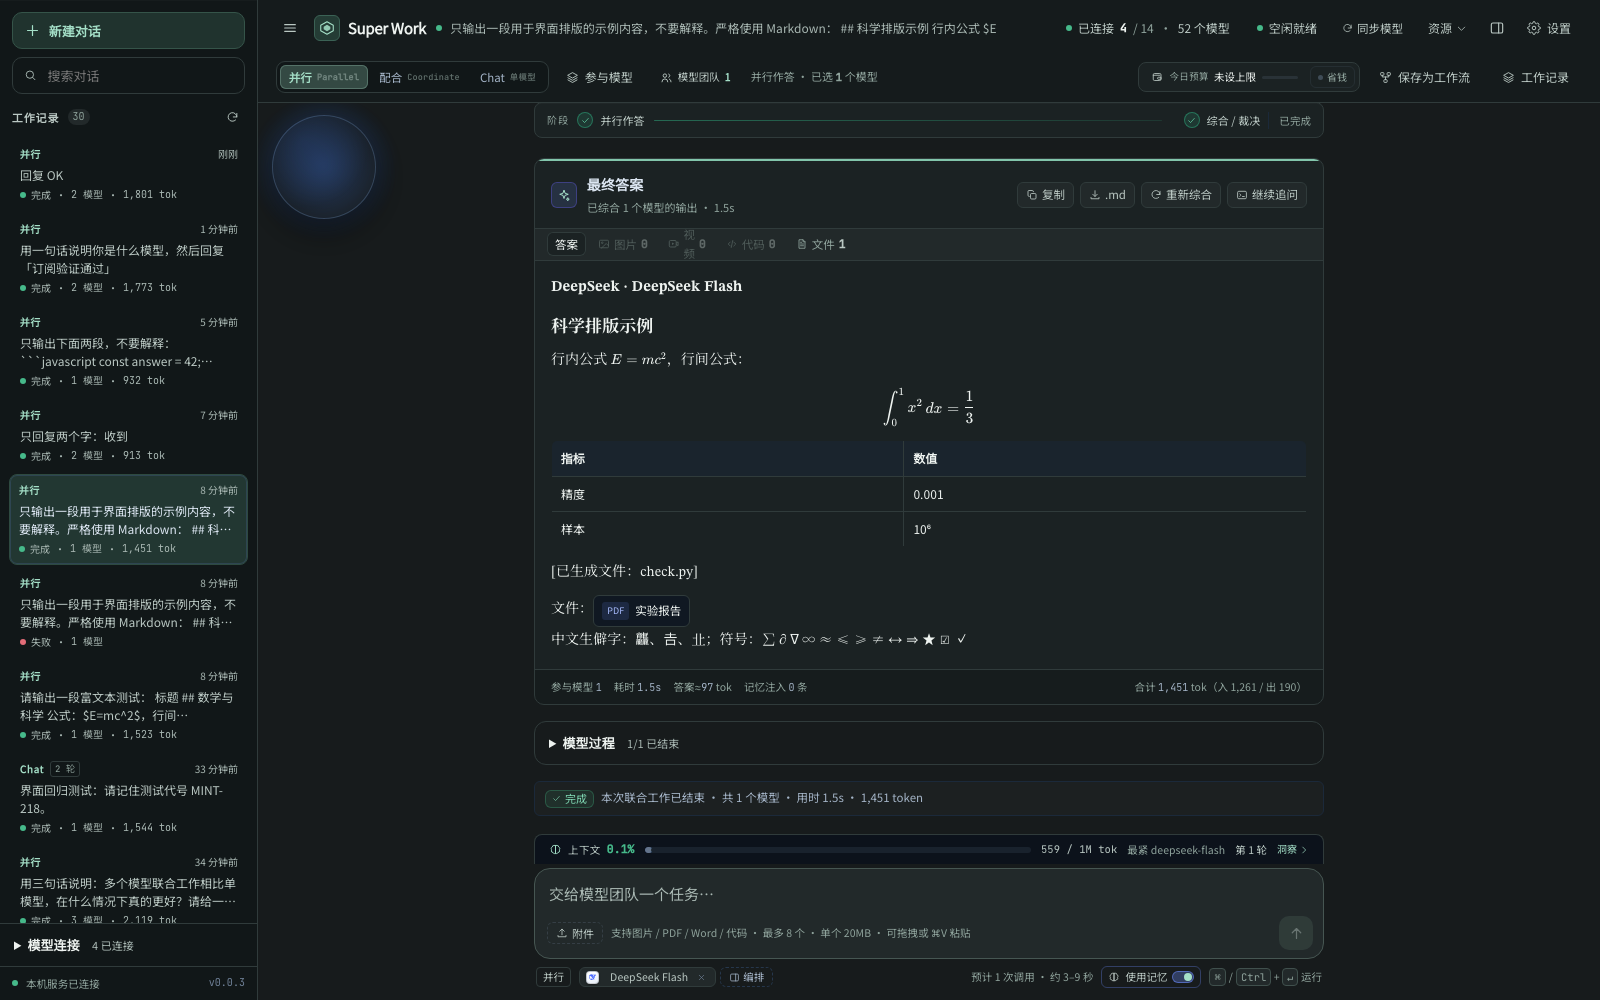 新建对话
搜索对话
工作记录 30
并行 刚刚
回复 OK
完成 · 2 模型 · 1,801 tok
并行 1 分钟前
用一句话说明你是什么模型，然后回复
「订阅验证通过」
完成 · 2 模型 · 1,773 tok
并行 5 分钟前
只输出下面两段，不要解释：
```javascript const answer = 42;…
完成 · 1 模型 · 932 tok
并行 7 分钟前
只回复两个字：收到
完成 · 2 模型 · 913 tok
并行 8 分钟前
只输出一段用于界面排版的示例内容，不
要解释。严格使用 Markdown： ## 科…
完成 · 1 模型 · 1,451 tok
并行 8 分钟前
只输出一段用于界面排版的示例内容，不
要解释。严格使用 Markdown： ## 科…
失败 · 1 模型
并行 8 分钟前
请输出一段富文本测试： 标题 ## 数学与
科学 公式：$E=mc^2$，行间…
完成 · 1 模型 · 1,523 tok
Chat 2 轮 33 分钟前
界面回归测试：请记住测试代号 MINT-
218。
完成 · 1 模型 · 1,544 tok
并行 34 分钟前
用三句话说明：多个模型联合工作相比单
模型，在什么情况下真的更好？请给一…
完成 · 3 模型 · 2,119 tok
模型连接 4 已连接
本机服务已连接 v0.0.3
Super Work 只输出一段用于界面排版的示例内容，不要解释。严格使用 Markdown： ## 科学排版示例 行内公式 $E
已连接 4 / 14 · 52 个模型 空闲就绪 同步模型 资源 设置
并行 Parallel 配合 Coordinate Chat 单模型 参与模型 模型团队 1 并行作答 · 已选 1 个模型
今日预算 未设上限 省钱 保存为工作流 工作记录
阶段 并行作答 综合 / 裁决 已完成
最终答案
已综合 1 个模型的输出 · 1.5s
复制 .md 重新综合 继续追问
答案 图片 0 视频 0 代码 0 文件 1
DeepSeek · DeepSeek Flash
科学排版示例
行内公式 E = mc²，行间公式：
∫₀¹ x² dx = 1/3
指标 数值
精度 0.001
样本 10⁶
[已生成文件：check.py]
文件： PDF 实验报告
中文生僻字：龘、𠮷、㐀；符号：∑ ∂ ∇ ∞ ≈ ⩽ ⩾ ≠ ↔ ⇒ ★ ☑ ✓
参与模型 1 耗时 1.5s 答案≈97 tok 记忆注入 0 条
合计 1,451 tok（入 1,261 / 出 190）
模型过程 1/1 已结束
完成 本次联合工作已结束 · 共 1 个模型 · 用时 1.5s · 1,451 token
上下文 0.1% 559 / 1M tok 最紧 deepseek-flash 第 1 轮 洞察
交给模型团队一个任务…
附件 支持图片 / PDF / Word / 代码 · 最多 8 个 · 单个 20MB · 可拖拽或 ⌘V 粘贴
并行 DeepSeek Flash × 编排
预计 1 次调用 · 约 3–9 秒 使用记忆 ⌘ / Ctrl + ↵ 运行